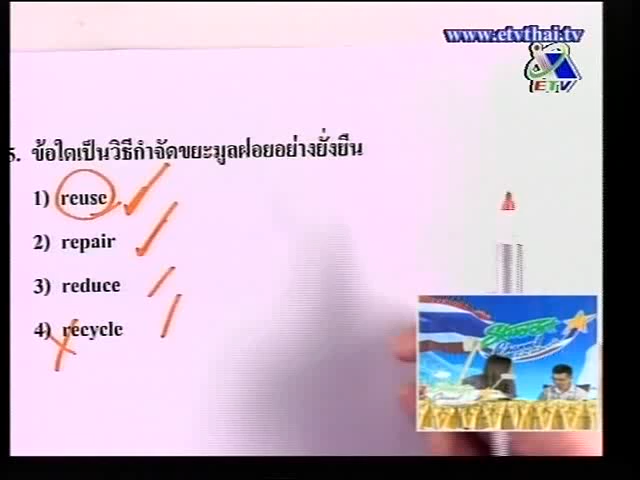 www.etvthai.tv
ETV
5. ข้อใดเป็นวิธีกำจัดขยะมูลฝอยอย่างยั่งยืน
1) reuse
2) repair
3) reduce
4) recycle